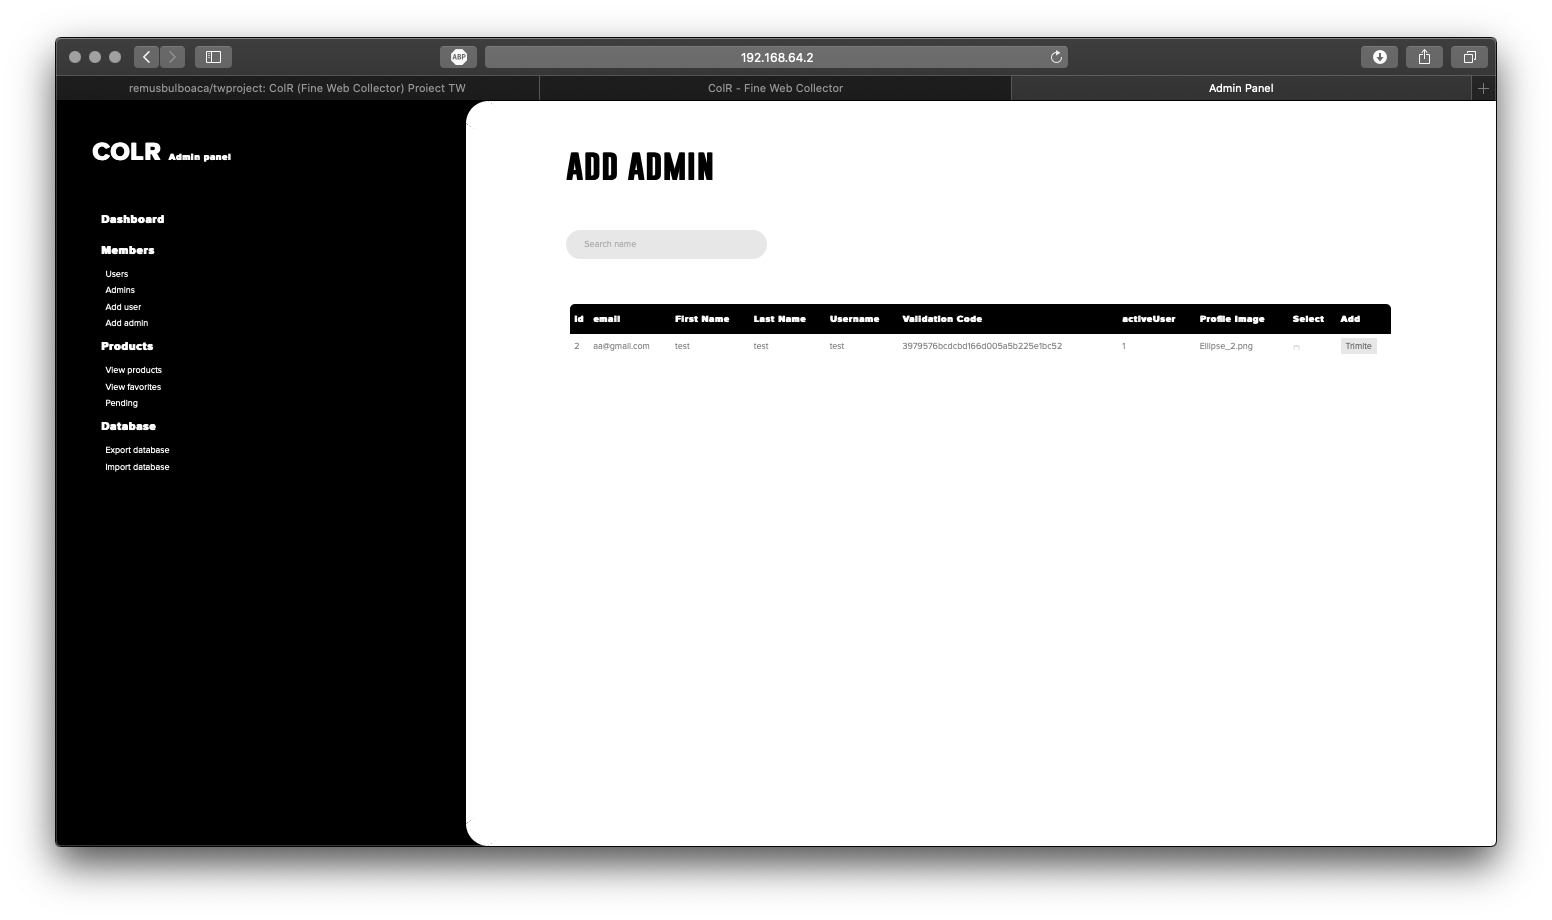 ABP
192.168.64.2
remusbulboaca/twproject: ColR (Fine Web Collector) Proiect TW
ColR - Fine Web Collector
Admin Panel
COLR Admin panel
Dashboard
Members
Users
Admins
Add user
Add admin
Products
View products
View favorites
Pending
Database
Export database
Import database
ADD ADMIN
Search name
id email First Name Last Name Username Validation Code activeUser Profile Image Select Add
2 aa@gmail.com test test test 3979576bcdcbd166d005a5b225e1bc52 1 Ellipse_2.png Trimite